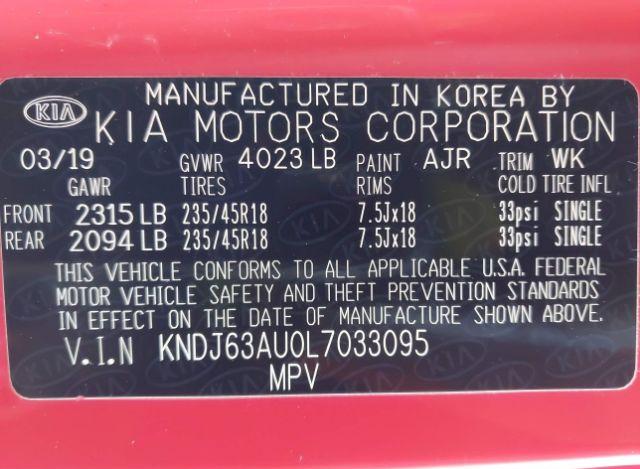 KIA
MANUFACTURED IN KOREA BY
KIA MOTORS CORPORATION
03/19 GVWR 4023 LB PAINT AJR TRIM WK
GAWR TIRES RIMS COLD TIRE INFL
FRONT 2315 LB 235/45R18 7.5Jx18 33psi SINGLE
REAR 2094 LB 235/45R18 7.5Jx18 33psi SINGLE
THIS VEHICLE CONFORMS TO ALL APPLICABLE U.S.A. FEDERAL
MOTOR VEHICLE SAFETY AND THEFT PREVENTION STANDARDS
IN EFFECT ON THE DATE OF MANUFACTURE SHOWN ABOVE.
V.I.N KNDJ63AU0L7033095
MPV